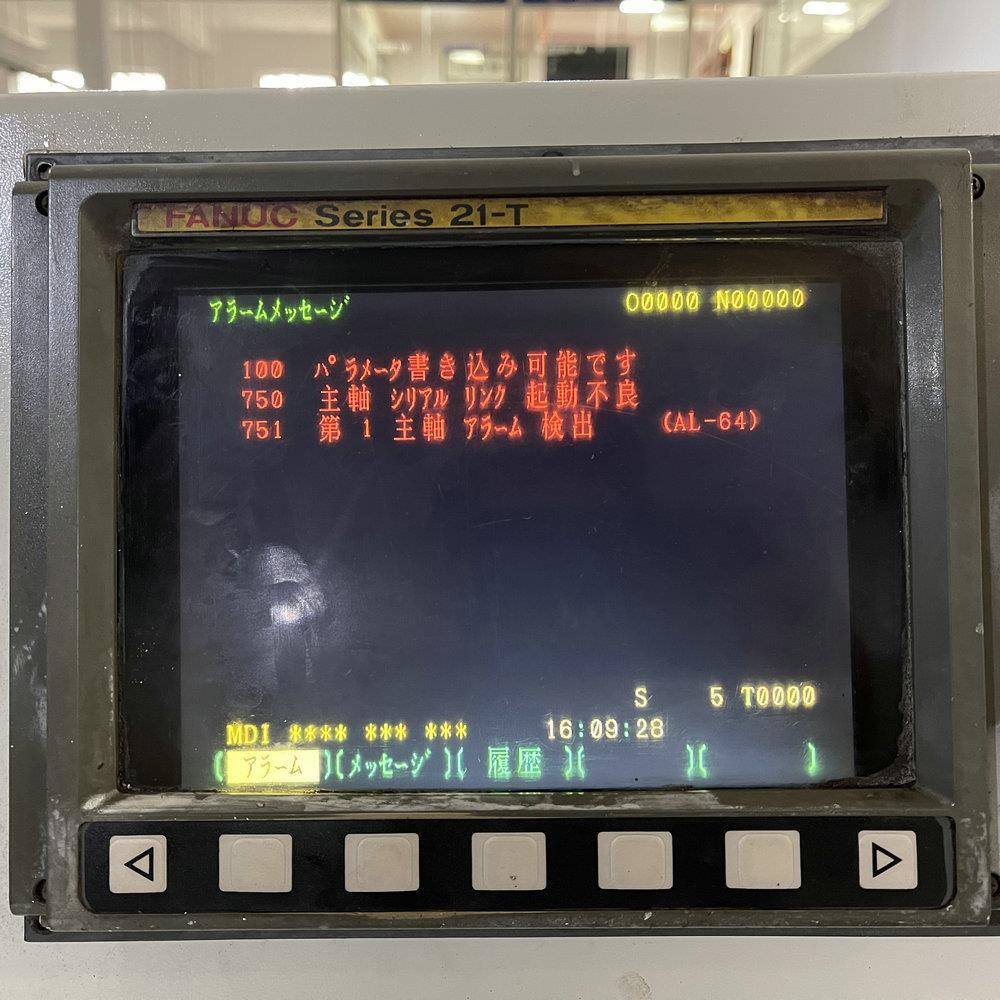 FANUC Series 21-T
アラームメッセージ O0000 N00000
100 パラメータ書き込み可能です
750 主軸 シリアル リンク 起動不良
751 第 1 主軸 アラーム 検出 (AL-64)
S 5 T0000
MDI **** *** *** 16:09:28
( アラーム )(メッセージ )( 履歴 )( )( )